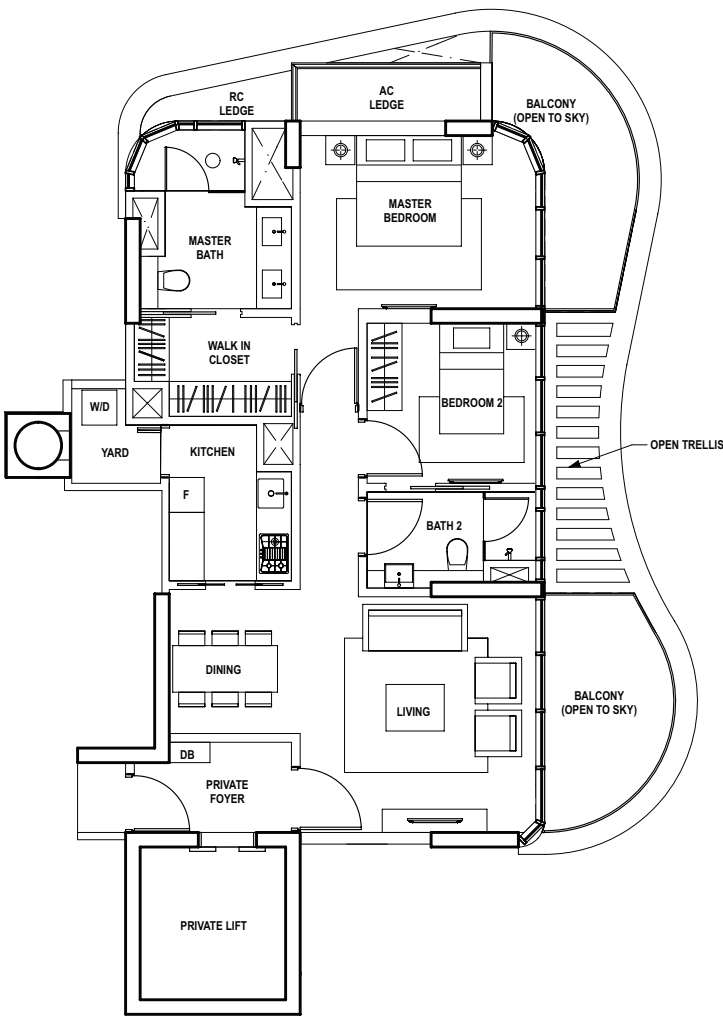 RC
LEDGE
AC
LEDGE
BALCONY
(OPEN TO SKY)
MASTER
BEDROOM
MASTER
BATH
WALK IN
CLOSET
BEDROOM 2
W/D
YARD
KITCHEN
OPEN TRELLIS
F
BATH 2
DINING
LIVING
BALCONY
(OPEN TO SKY)
DB
PRIVATE
FOYER
PRIVATE LIFT